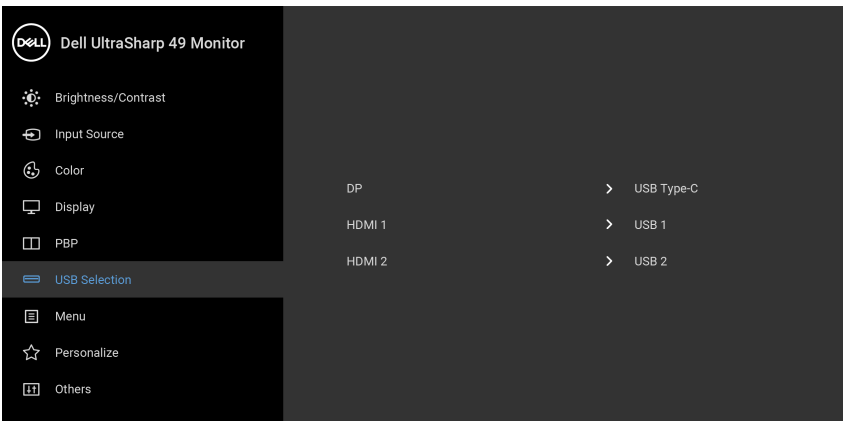 DELL
Dell UltraSharp 49 Monitor
Brightness/Contrast
Input Source
Color
Display
PBP
USB Selection
Menu
Personalize
Others
DP
USB Type-C
HDMI 1
USB 1
HDMI 2
USB 2